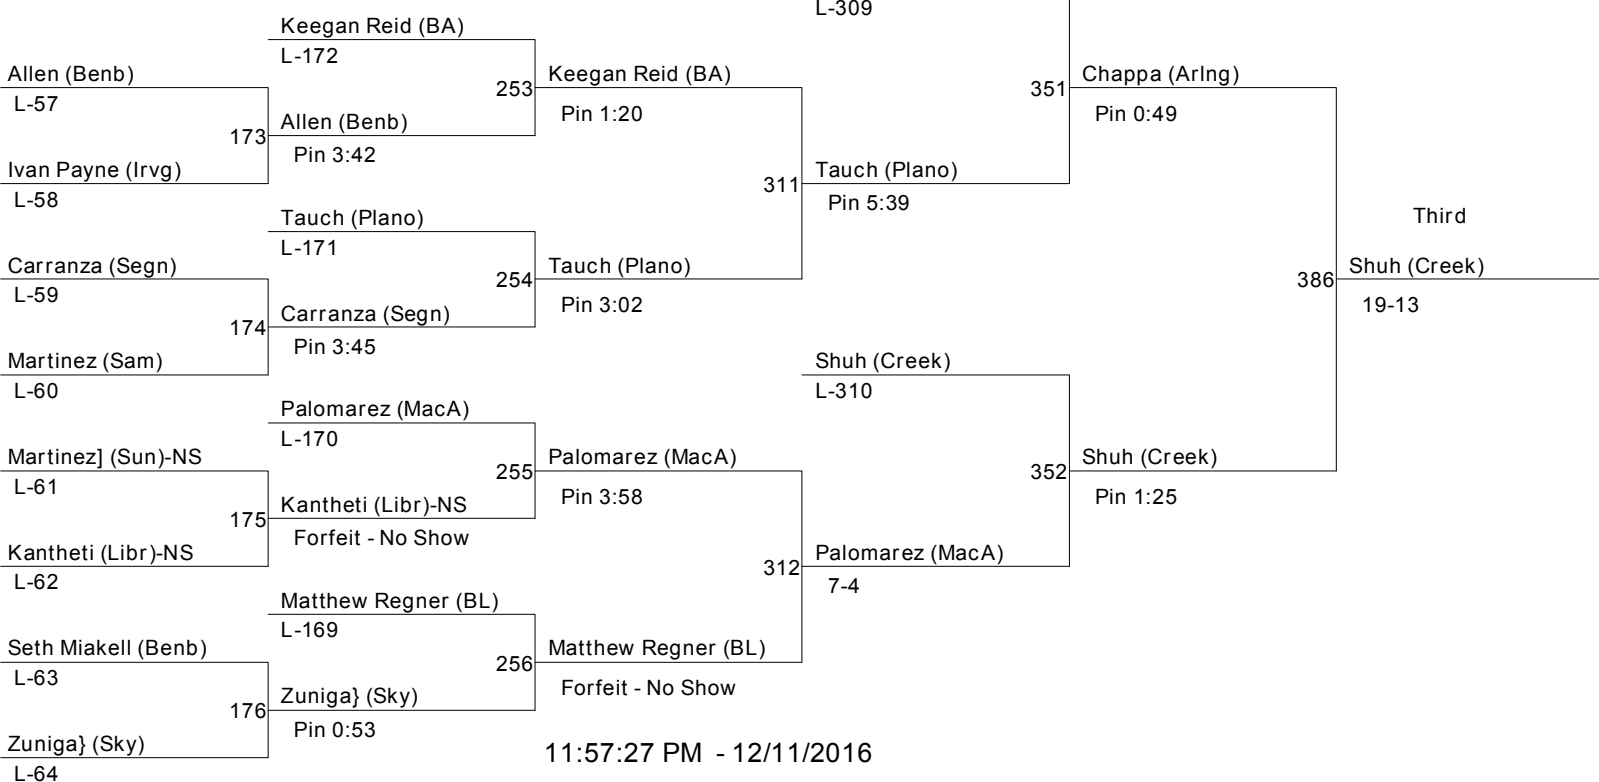 L-309
Keegan Reid (BA)
L-172
Allen (Benb)
L-57
253
Keegan Reid (BA)
Pin 1:20
351
Chappa (Arlng)
Pin 0:49
173
Allen (Benb)
Pin 3:42
Ivan Payne (Irvg)
L-58
311
Tauch (Plano)
Pin 5:39
Tauch (Plano)
L-171
Third
Carranza (Segn)
L-59
254
Tauch (Plano)
Pin 3:02
386
Shuh (Creek)
19-13
174
Carranza (Segn)
Pin 3:45
Martinez (Sam)
L-60
Shuh (Creek)
L-310
Palomarez (MacA)
L-170
Martinez] (Sun)-NS
L-61
255
Palomarez (MacA)
Pin 3:58
352
Shuh (Creek)
Pin 1:25
175
Kantheti (Libr)-NS
Forfeit - No Show
Kantheti (Libr)-NS
L-62
312
Palomarez (MacA)
7-4
Matthew Regner (BL)
L-169
Seth Miakell (Benb)
L-63
256
Matthew Regner (BL)
Forfeit - No Show
176
Zuniga} (Sky)
Pin 0:53
Zuniga} (Sky)
L-64
11:57:27 PM - 12/11/2016